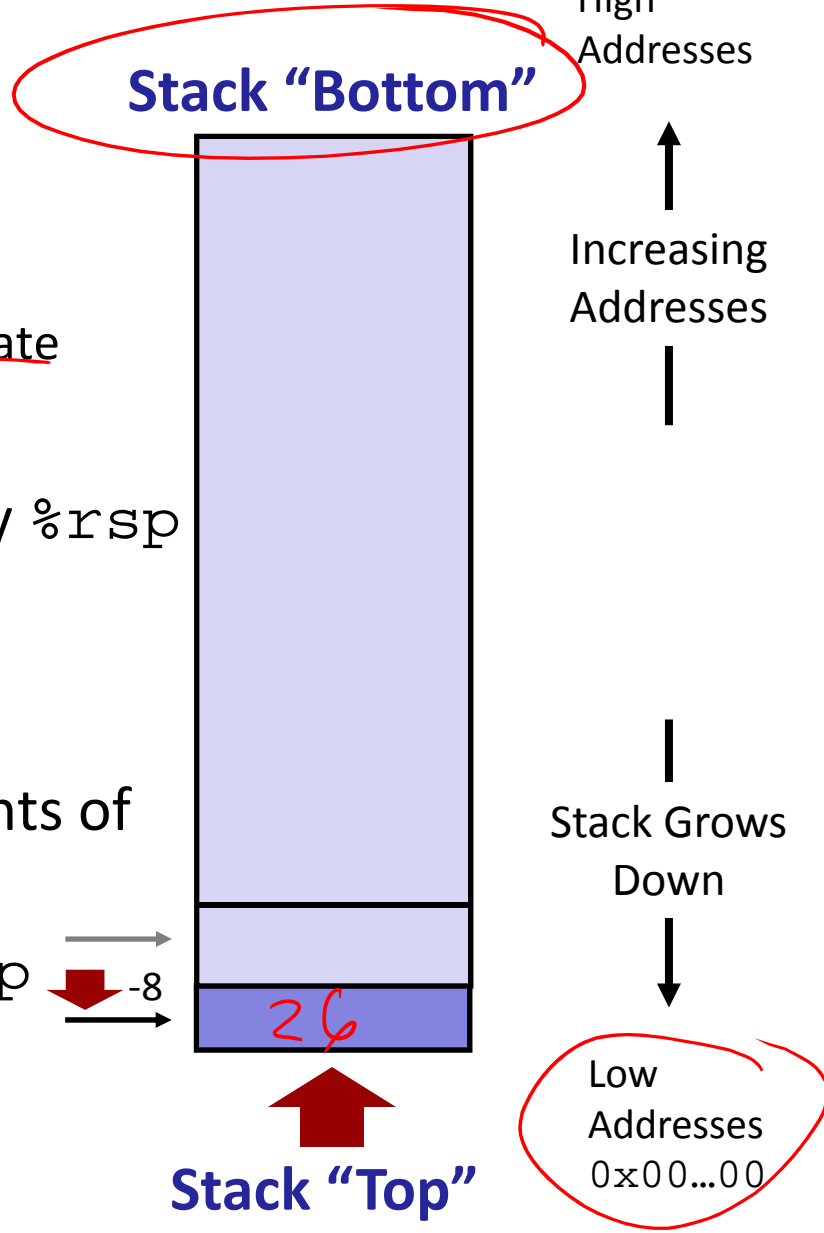 High
Addresses
Stack “Bottom”
Increasing
Addresses
ate
%rsp
nts of
Stack Grows
Down
p
-8
26
Low
Addresses
0x00…00
Stack “Top”